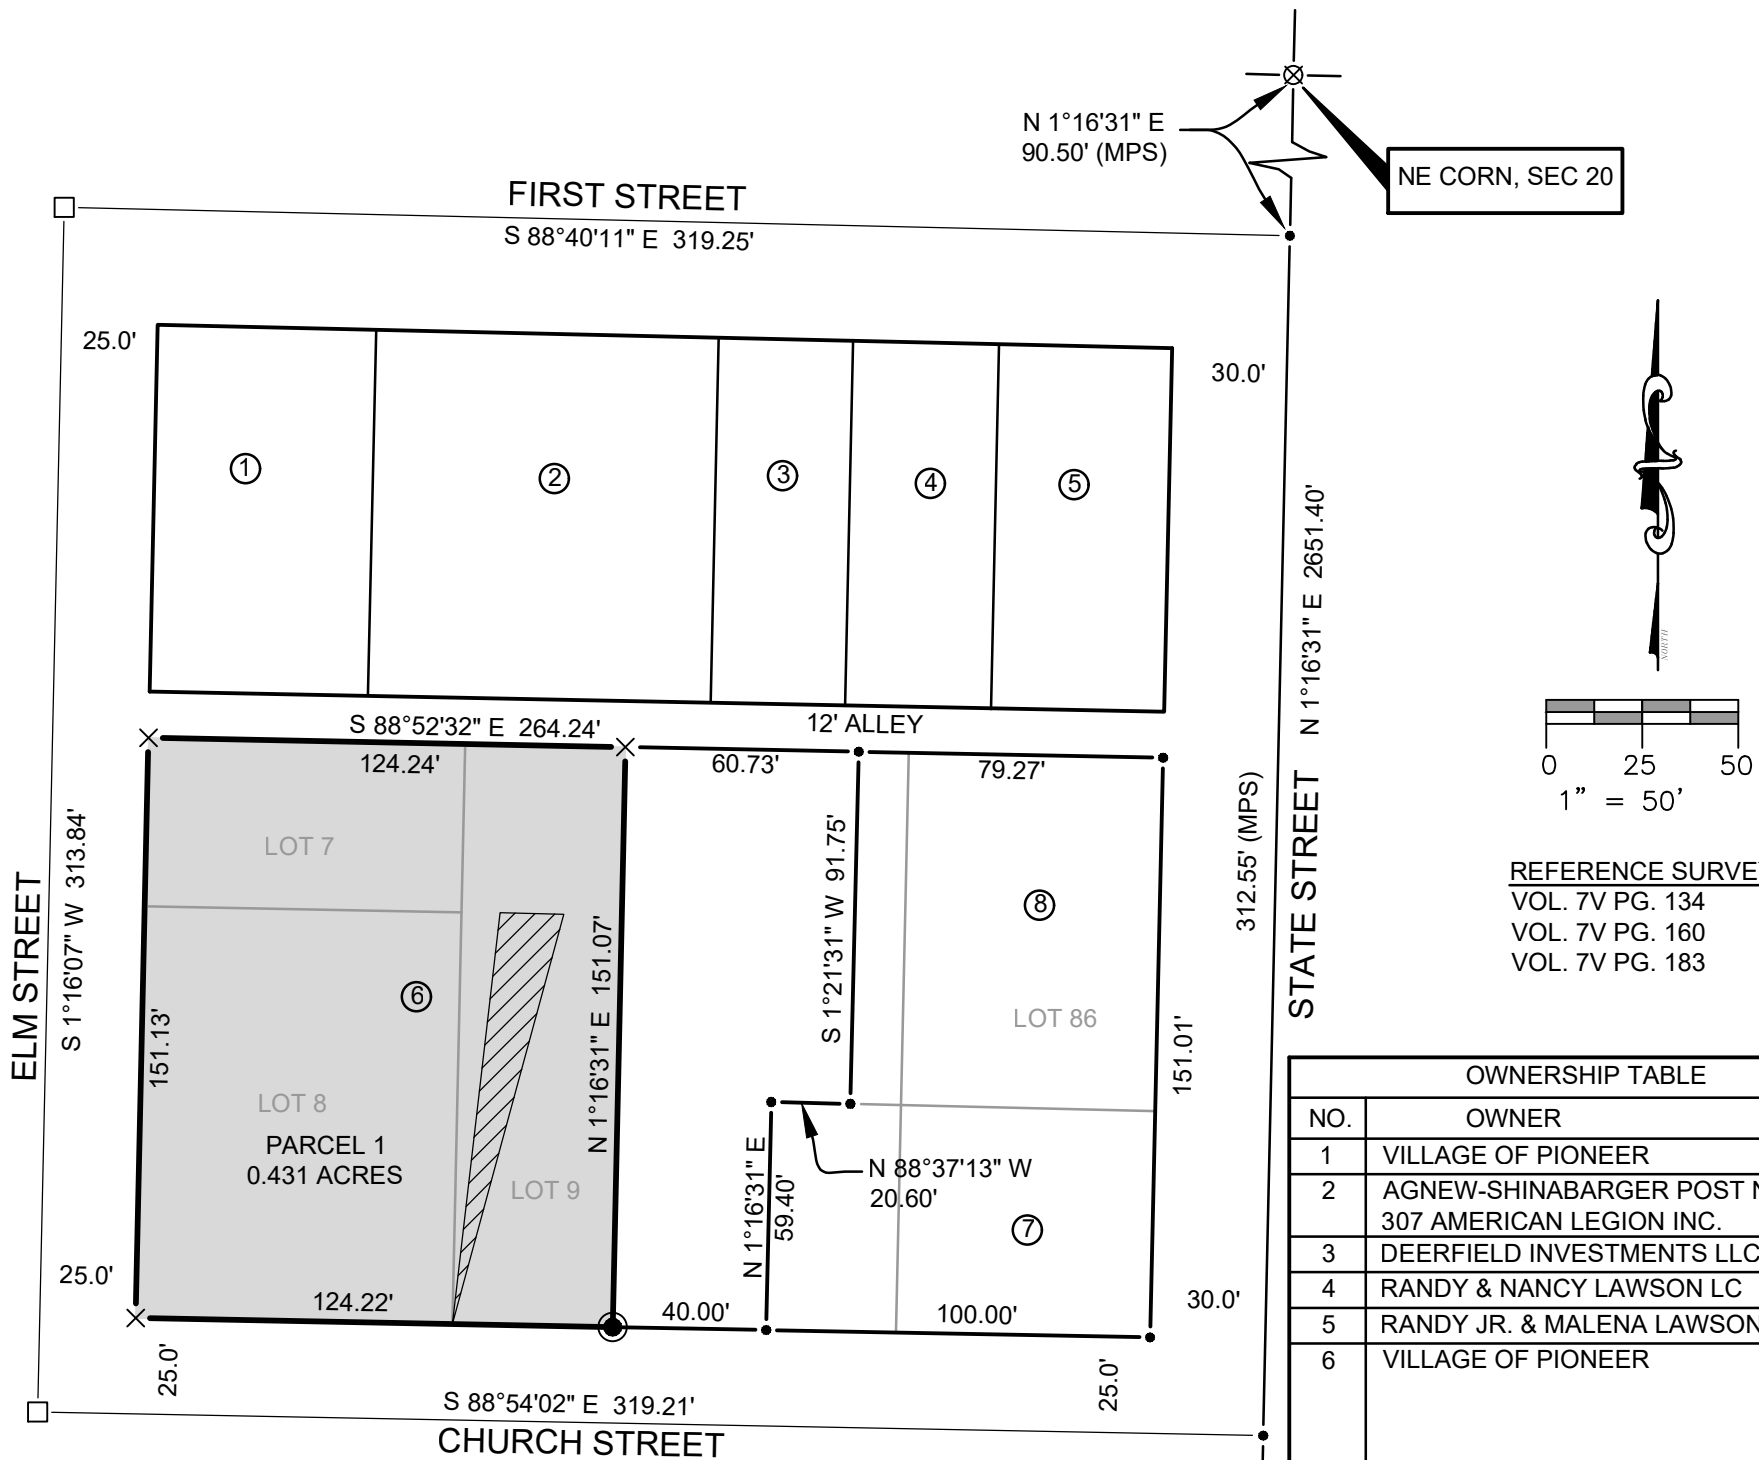 N 1°16'31" E
90.50' (MPS)
NE CORN, SEC 20
FIRST STREET
S 88°40'11" E 319.25'
25.0'
30.0'
1
2
3
4
5
N 1°16'31" E 2651.40'
NORTH
S 88°52'32" E 264.24'
12' ALLEY
124.24'
60.73'
79.27'
0 25 50
1" = 50'
LOT 7
S 1°16'07" W 313.84'
ELM STREET
151.13'
6
N 1°16'31" E 151.07'
S 1°21'31" W 91.75'
8
LOT 86
312.55' (MPS)
STATE STREET
151.01'
REFERENCE SURVE
VOL. 7V PG. 134
VOL. 7V PG. 160
VOL. 7V PG. 183
LOT 8
PARCEL 1
0.431 ACRES
LOT 9
N 1°16'31" E
59.40'
N 88°37'13" W
20.60'
7
25.0'
124.22'
40.00'
100.00'
30.0'
25.0'
25.0'
S 88°54'02" E 319.21'
CHURCH STREET
OWNERSHIP TABLE
NO. OWNER
1 VILLAGE OF PIONEER
2 AGNEW-SHINABARGER POST N
307 AMERICAN LEGION INC.
3 DEERFIELD INVESTMENTS LLC
4 RANDY & NANCY LAWSON LC
5 RANDY JR. & MALENA LAWSON
6 VILLAGE OF PIONEER